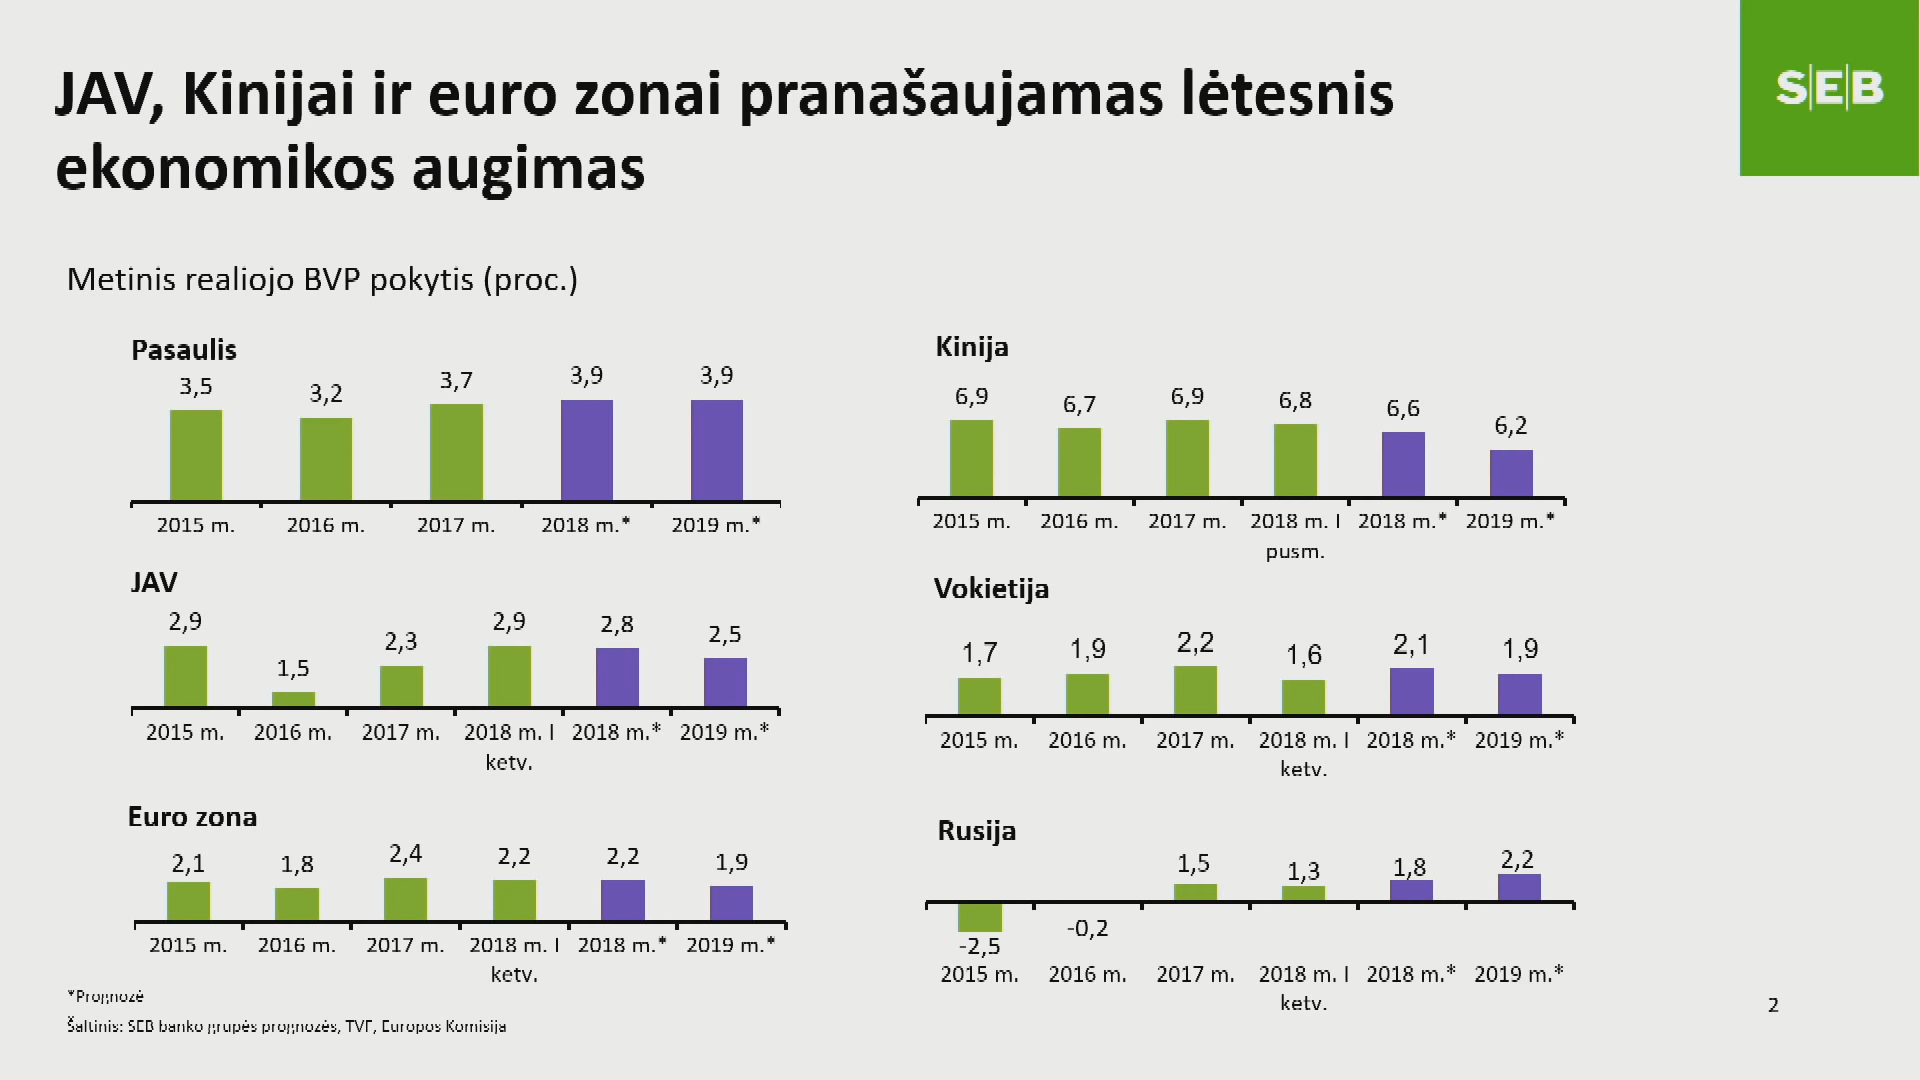 JAV, Kinijai ir euro zonai pranašaujamas lėtesnis
ekonomikos augimas
SEB
Metinis realiojo BVP pokytis (proc.)
Pasaulis
3,5 3,2 3,7 3,9 3,9
2015 m. 2016 m. 2017 m. 2018 m.* 2019 m.*
JAV
2,9 1,5 2,3 2,9 2,8 2,5
2015 m. 2016 m. 2017 m. 2018 m. I 2018 m.* 2019 m.*
ketv.
Euro zona
2,1 1,8 2,4 2,2 2,2 1,9
2015 m. 2016 m. 2017 m. 2018 m. I 2018 m.* 2019 m.*
ketv.
Kinija
6,9 6,7 6,9 6,8 6,6 6,2
2015 m. 2016 m. 2017 m. 2018 m. I 2018 m.* 2019 m.*
pusm.
Vokietija
1,7 1,9 2,2 1,6 2,1 1,9
2015 m. 2016 m. 2017 m. 2018 m. I 2018 m.* 2019 m.*
ketv.
Rusija
-2,5 -0,2 1,5 1,3 1,8 2,2
2015 m. 2016 m. 2017 m. 2018 m. I 2018 m.* 2019 m.*
ketv.
*Prognozė
Šaltinis: SEB banko grupės prognozės, TVF, Europos Komisija
2